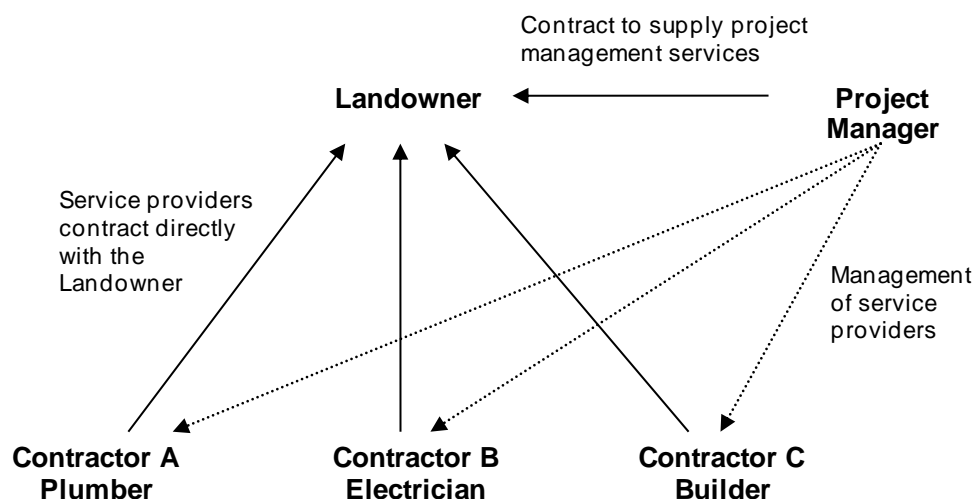 Contract to supply project
management services
Landowner
Project
Manager
Service providers
contract directly
with the
Landowner
Management
of service
providers
Contractor A
Plumber
Contractor B
Electrician
Contractor C
Builder